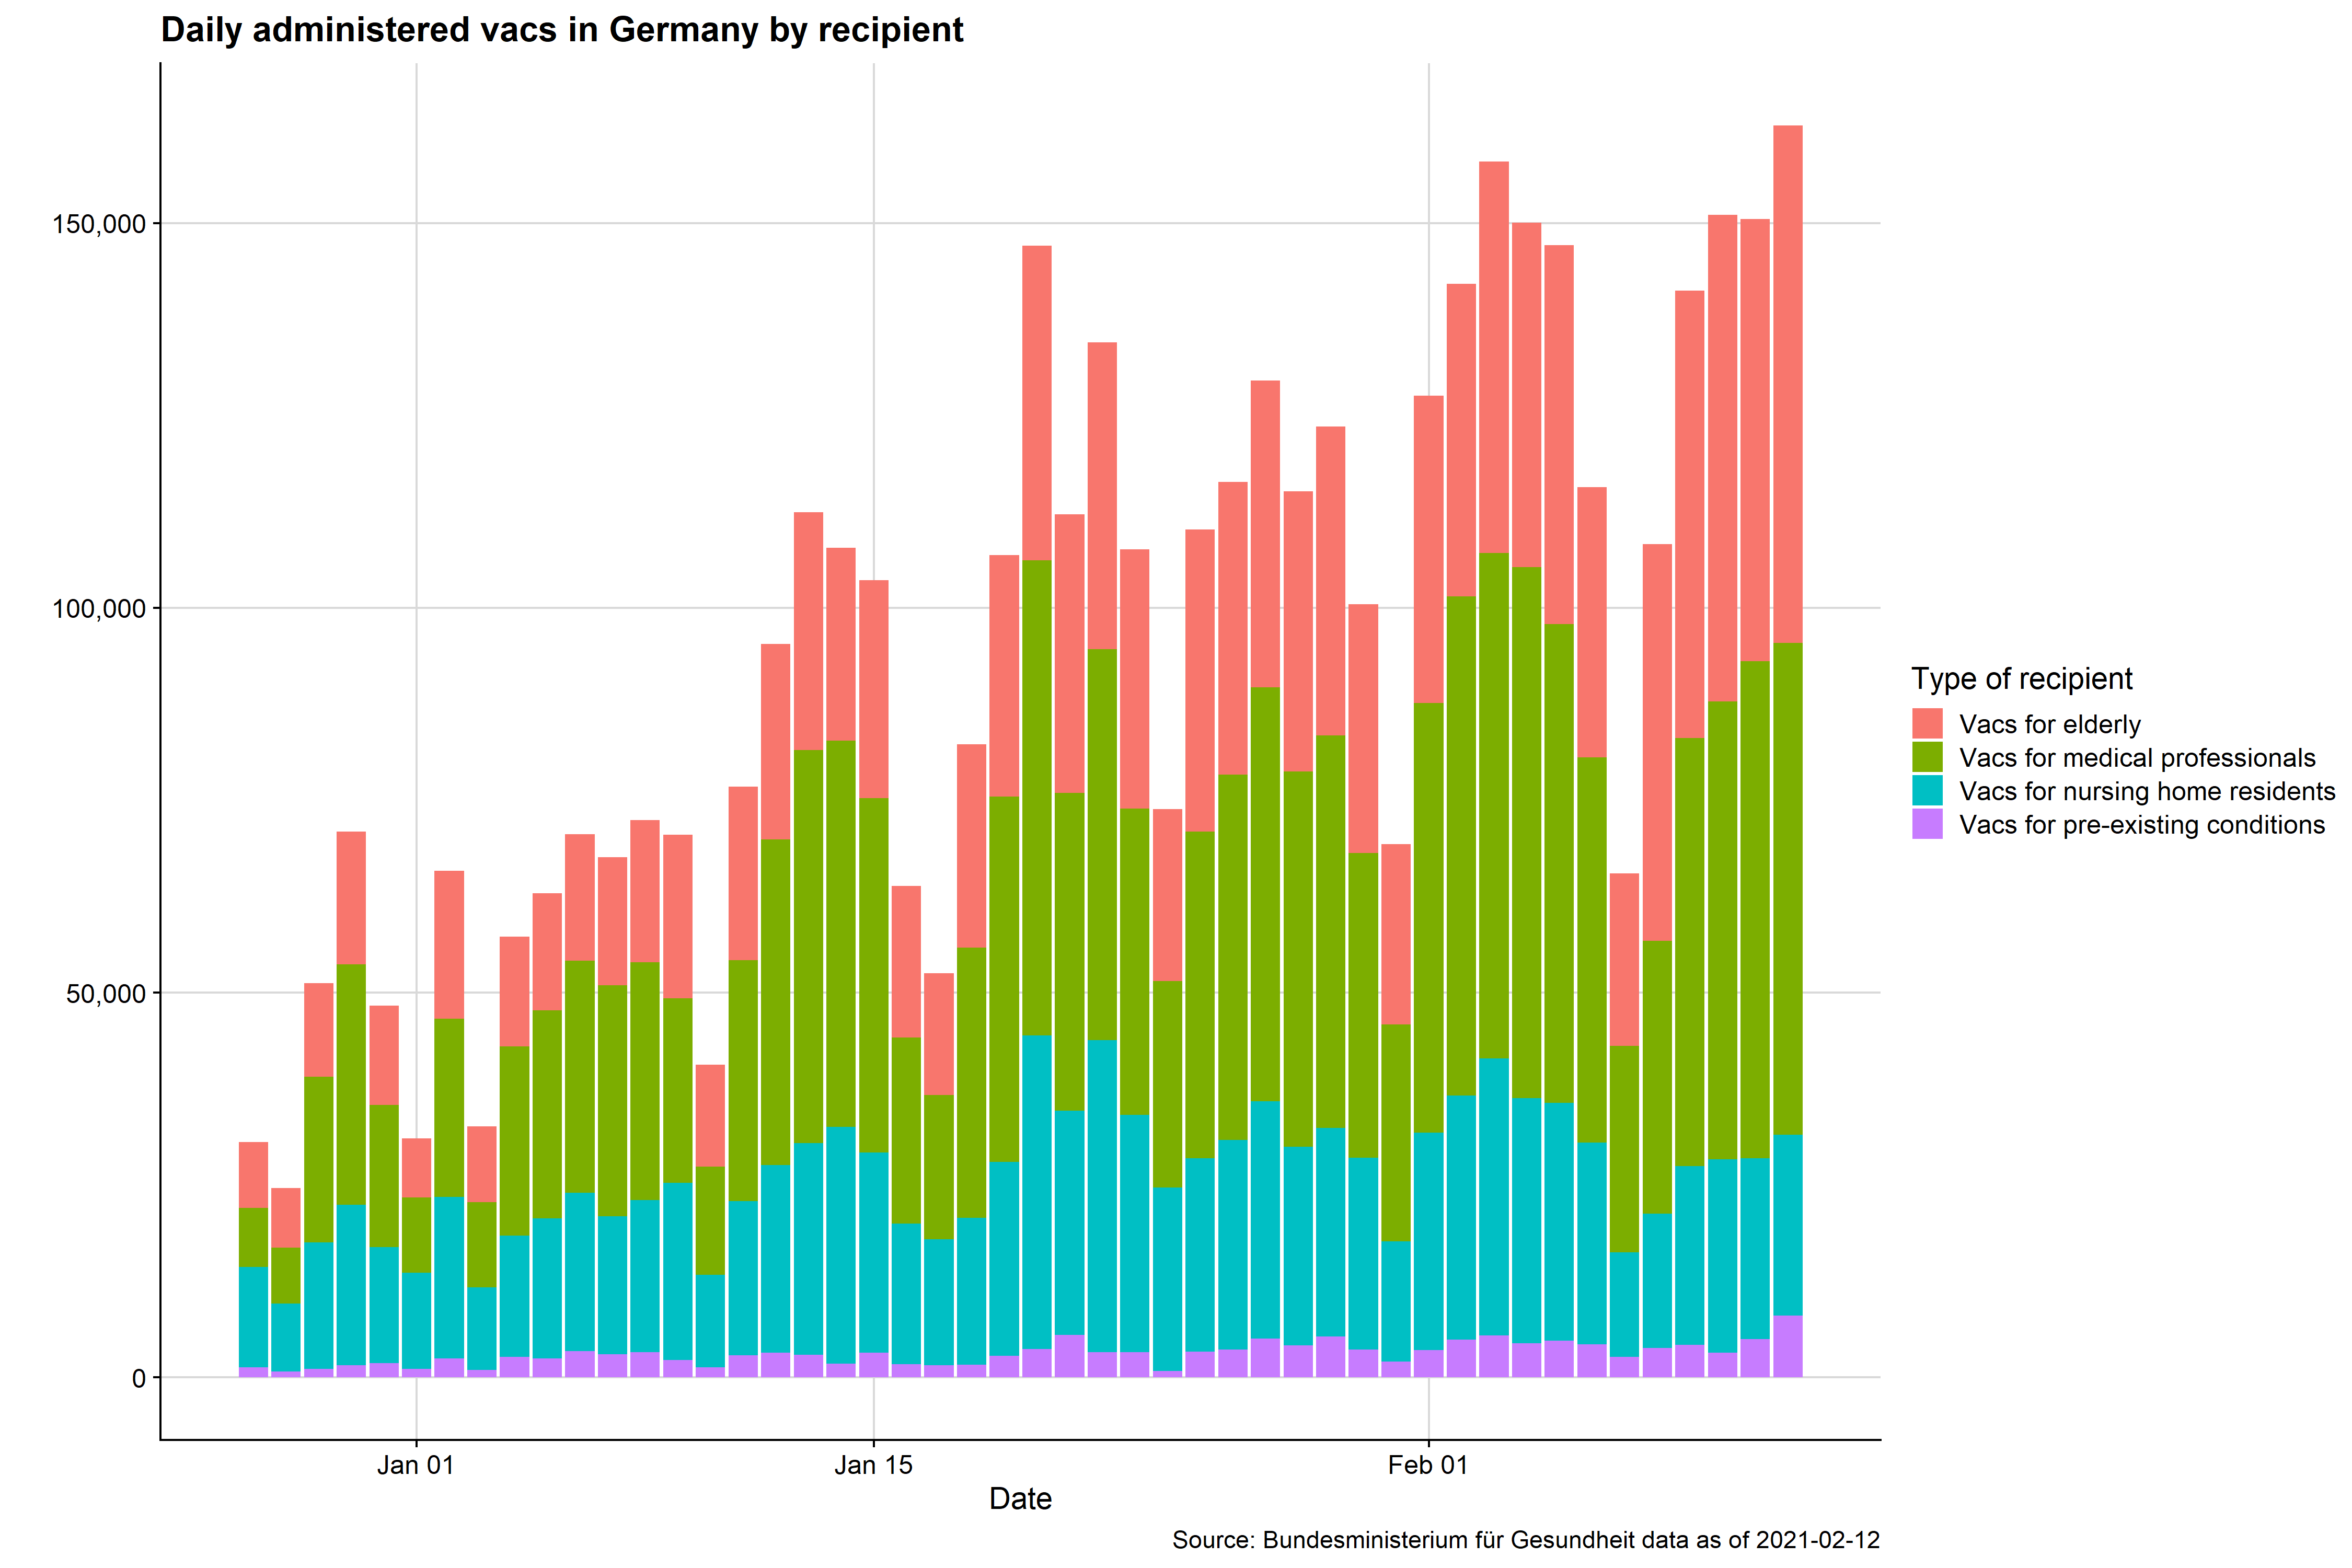 Daily administered vacs in Germany by recipient
150,000
100,000
50,000
0
Jan 01
Jan 15
Feb 01
Date
Type of recipient
Vacs for elderly
Vacs for medical professionals
Vacs for nursing home residents
Vacs for pre-existing conditions
Source: Bundesministerium für Gesundheit data as of 2021-02-12